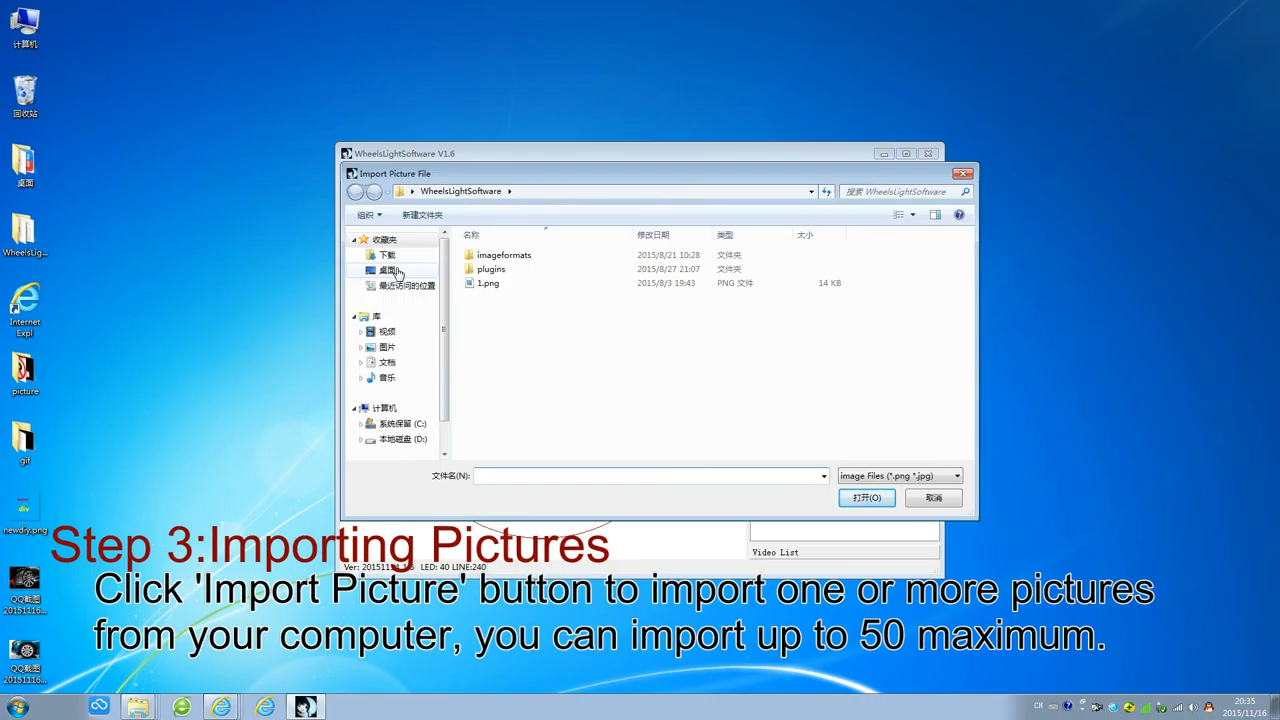 计算机
回收站
桌面
WheelsLig...
Internet
Expl
picture
gif
newdiy.png
QQ截图
20151116...
QQ截图
20151116...
WheelsLightSoftware V1.6
Import Picture File
WheelsLightSoftware
搜索 WheelsLightSoftware
组织
新建文件夹
收藏夹
下载
桌面
最近访问的位置
库
视频
图片
文档
音乐
计算机
系统保留 (C:)
本地磁盘 (D:)
名称 修改日期 类型 大小
imageformats 2015/8/21 10:28 文件夹
plugins 2015/8/27 21:07 文件夹
1.png 2015/8/3 19:43 PNG 文件 14 KB
文件名(N):
image Files (*.png *.jpg)
打开(O)
取消
Video List
LED: 40 LINE:240
Step 3:Importing Pictures
Click 'Import Picture' button to import one or more pictures
from your computer, you can import up to 50 maximum.
CH
20:35
2015/11/16